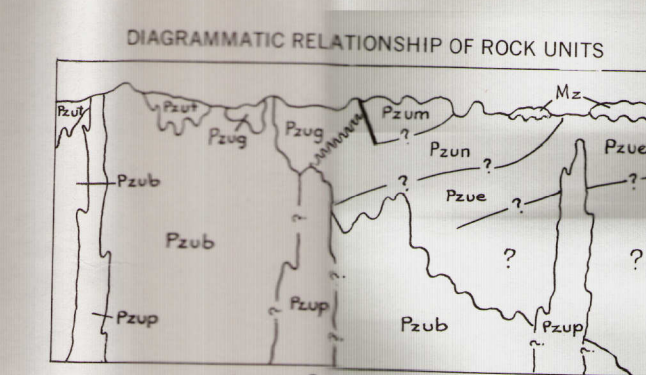 DIAGRAMMATIC RELATIONSHIP OF ROCK UNITS
Mz
Pzut
Pzut
Pzug
Pzug
Pzum
?
Pzun
Pzue
?
?
?
Pzub
Pzue
?
?
Pzub
?
?
?
Pzup
?
Pzup
?
Pzub
Pzup
?
?
?